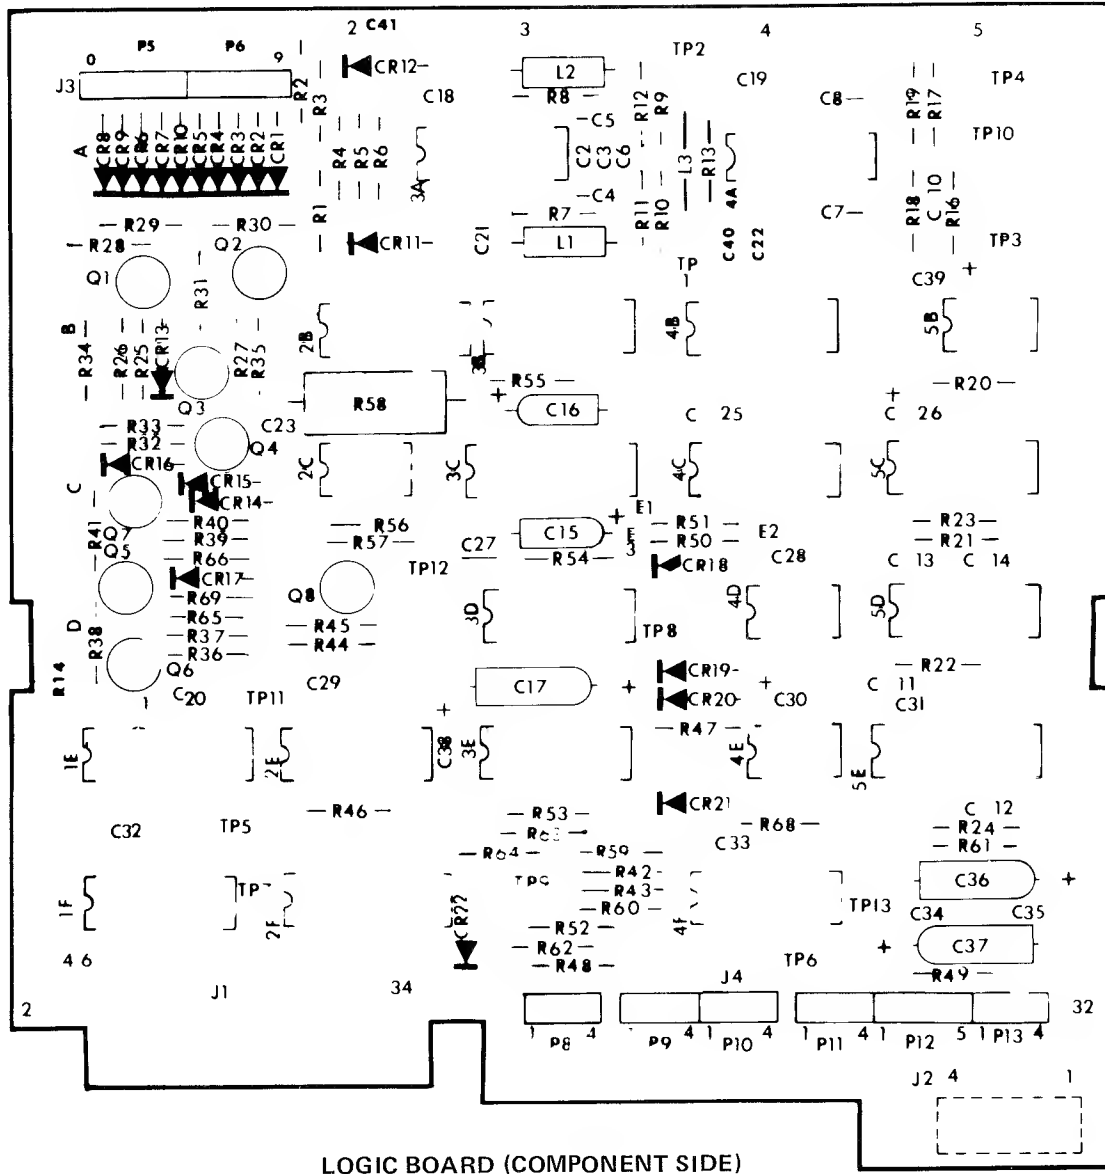 2 C41 3 4 5
P5 P6
0 9
J3
R2
CR12
L2
TP2
C19
TP4
R3
C18
R8
R12
R9
C8
R19
R17
C5
TP10
A
CR8
CR9
CR6
CR7
CR10
CR5
CR4
CR3
CR2
CR1
R4
R5
R6
3A
C2
C3
C6
L3
R13
4A
C4
C7
R18
C 10
R16
R1
R11
R10
R29
R30
R7
R28
Q2
CR11
C21
L1
C40
C22
TP3
Q1
R31
TP
1
C39
+
B
R34
R26
R25
CR13
R27
R35
2B
3B
4B
5B
R55
R20
Q3
R58
+
C16
C 25
+
C 26
R33
C23
R32
Q4
CR16
2C
3C
4C
5C
C
CR15
CR14
R41
Q7
Q5
R40
R39
R66
R56
R57
C15
+
E1
E
3
R51
R50
E2
R23
R21
C27
R54
C28
C 13
C 14
CR17
TP12
CR18
R69
Q8
3D
4D
5D
D
R65
R45
TP8
R37
R44
R38
R36
R14
Q6
R22
CR19
C20
TP11
C29
C17
+
CR20
+
C30
C 11
C31
1
+
C38
R47
1E
2E
3E
4E
5E
CR21
R46
R53
C 12
C32
TP5
R63
R68
R24
R64
R59
C33
R61
TP7
TP9
R42
C36
+
1F
2F
R43
4F
R60
TP13
C34
C35
CR22
R52
R62
+
C37
4 6
R48
TP6
R49
J1
34
J4
2
32
1 4 4 1 4 1 4 1 5 1 4
P8 P9 P10 P11 P12 P13
J2 4 1
LOGIC BOARD (COMPONENT SIDE)